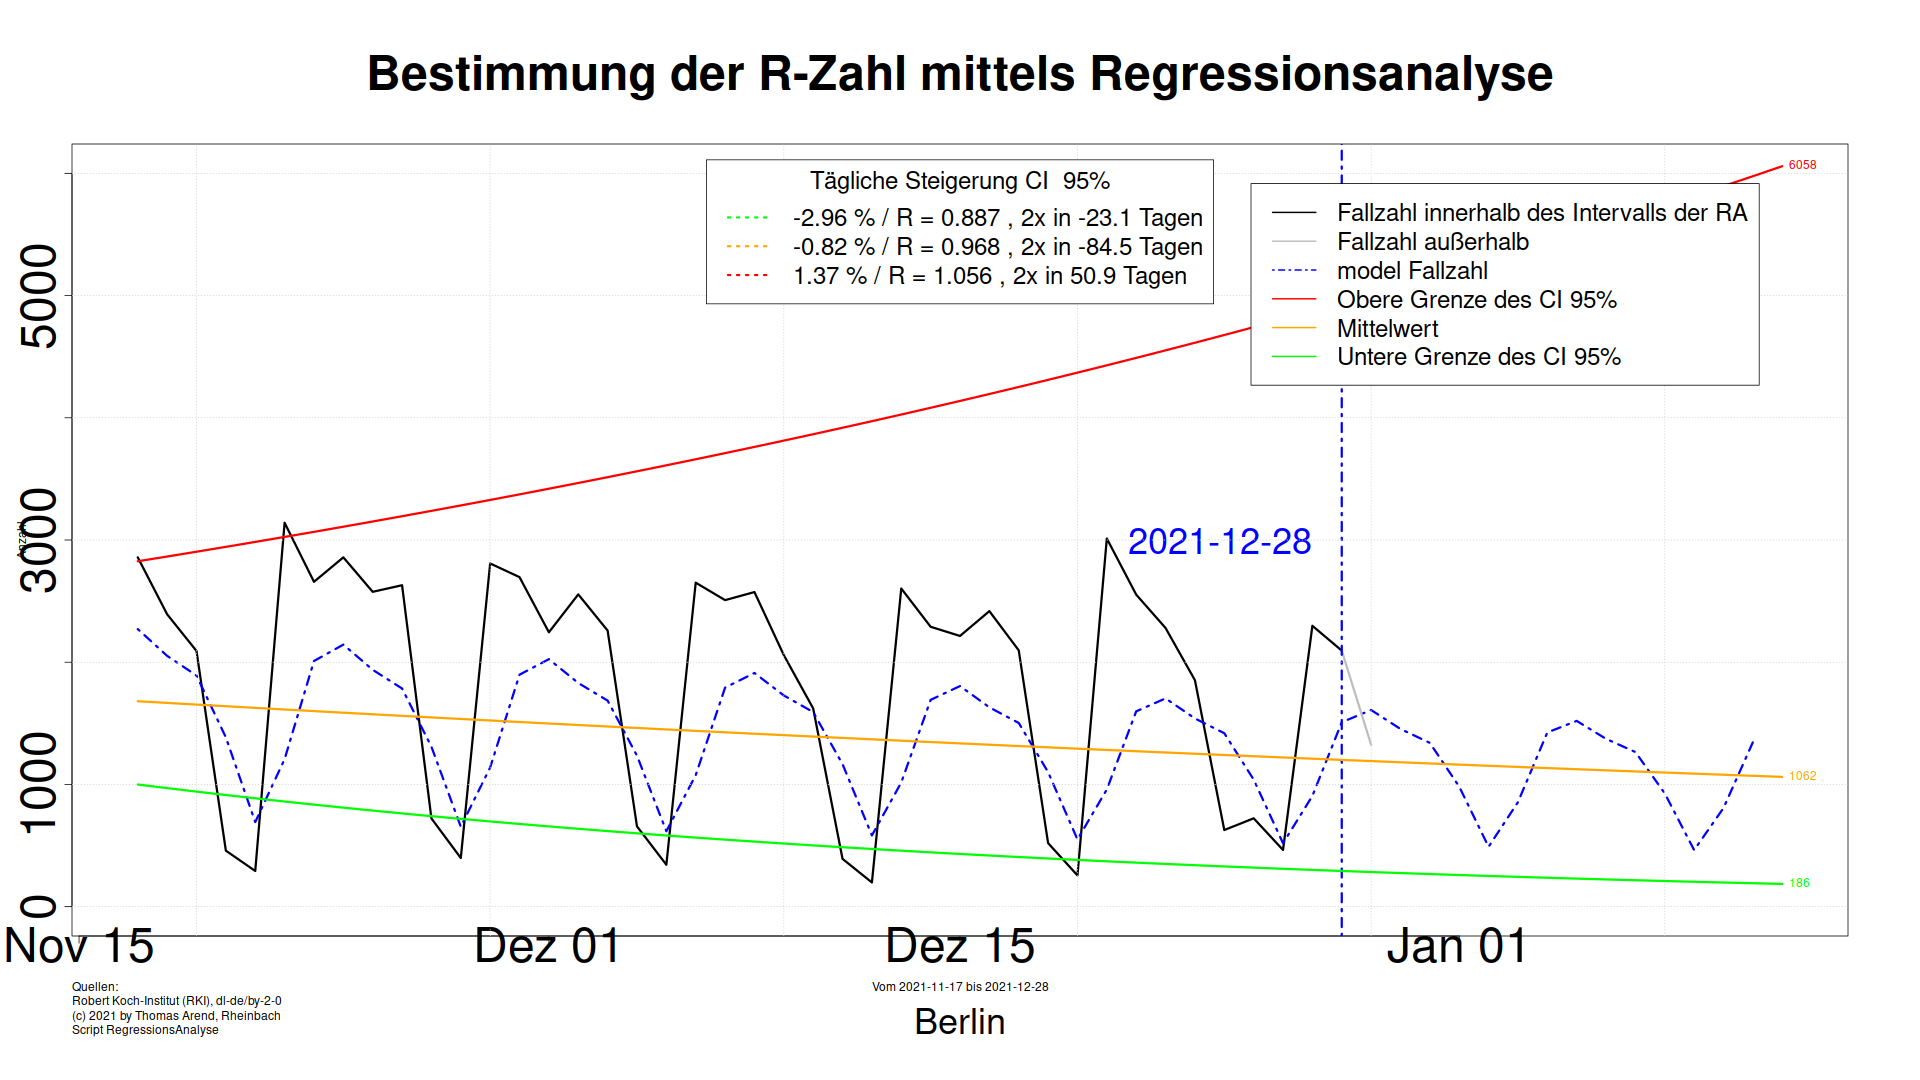 Bestimmung der R-Zahl mittels Regressionsanalyse
6058
Tägliche Steigerung CI  95%
-2.96 % / R = 0.887 , 2x in -23.1 Tagen
-0.82 % / R = 0.968 , 2x in -84.5 Tagen
1.37 % / R = 1.056 , 2x in 50.9 Tagen
Fallzahl innerhalb des Intervalls der RA
Fallzahl außerhalb
model Fallzahl
Obere Grenze des CI 95%
Mittelwert
Untere Grenze des CI 95%
5000
3000
1000
0
Anzahl
2021-12-28
1062
186
Nov 15
Dez 01
Dez 15
Jan 01
Quellen:
Robert Koch-Institut (RKI), dl-de/by-2-0
(c) 2021 by Thomas Arend, Rheinbach
Script RegressionsAnalyse
Vom 2021-11-17 bis 2021-12-28
Berlin